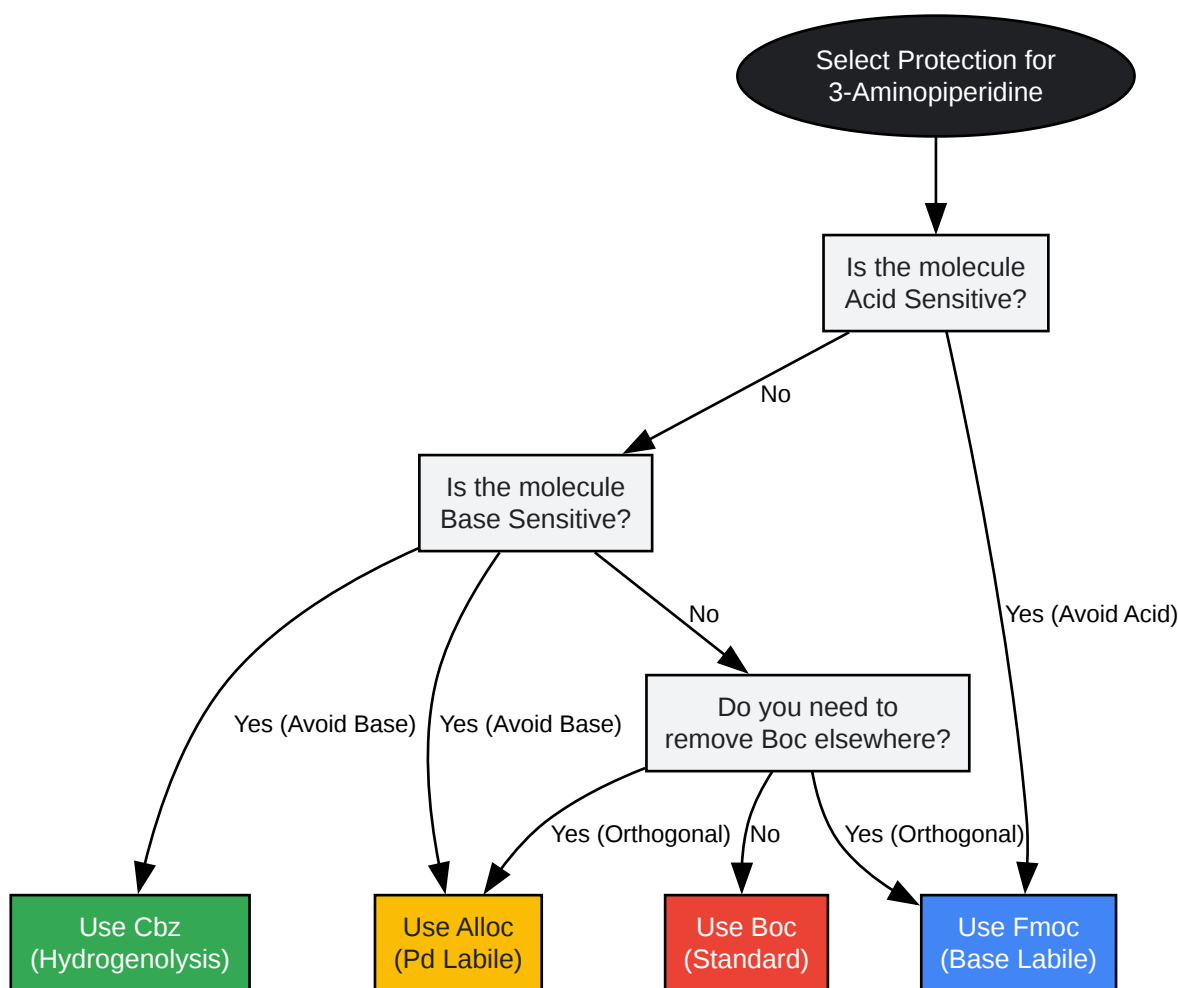 Select Protection for
3-Aminopiperidine
Is the molecule
Acid Sensitive?
No
Is the molecule
Base Sensitive?
No
Yes (Avoid Acid)
Do you need to
remove Boc elsewhere?
Yes (Avoid Base)
Yes (Avoid Base)
Yes (Orthogonal)
No
Yes (Orthogonal)
Use Cbz
(Hydrogenolysis)
Use Alloc
(Pd Labile)
Use Boc
(Standard)
Use Fmoc
(Base Labile)